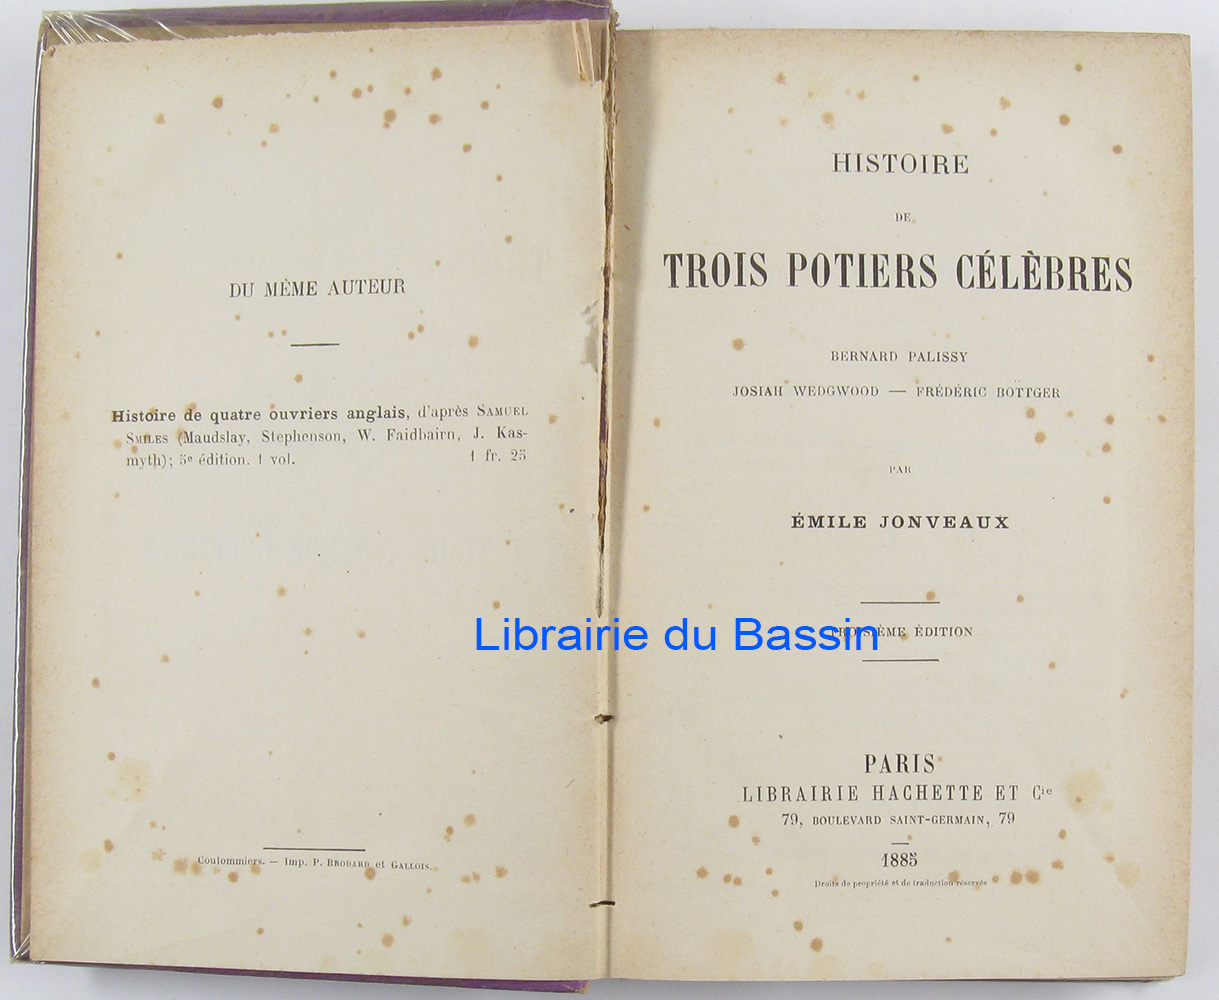 DU MÊME AUTEUR
Histoire de quatre ouvriers anglais, d'après SAMUEL
SMILES (Maudslay, Stephenson, W. Faidbairn, J. Kas-
myth); 5e édition. 1 vol. 1 fr. 25
Coulommiers. — Imp. P. BRODARD et GALLOIS.
HISTOIRE
DE
TROIS POTIERS CÉLÈBRES
BERNARD PALISSY
JOSIAH WEDGWOOD — FRÉDÉRIC BÖTTGER
PAR
ÉMILE JONVEAUX
TROISIÈME ÉDITION
Librairie du Bassin
PARIS
LIBRAIRIE HACHETTE ET Cie
79, BOULEVARD SAINT-GERMAIN, 79
1885
Droits de propriété et de traduction réservés